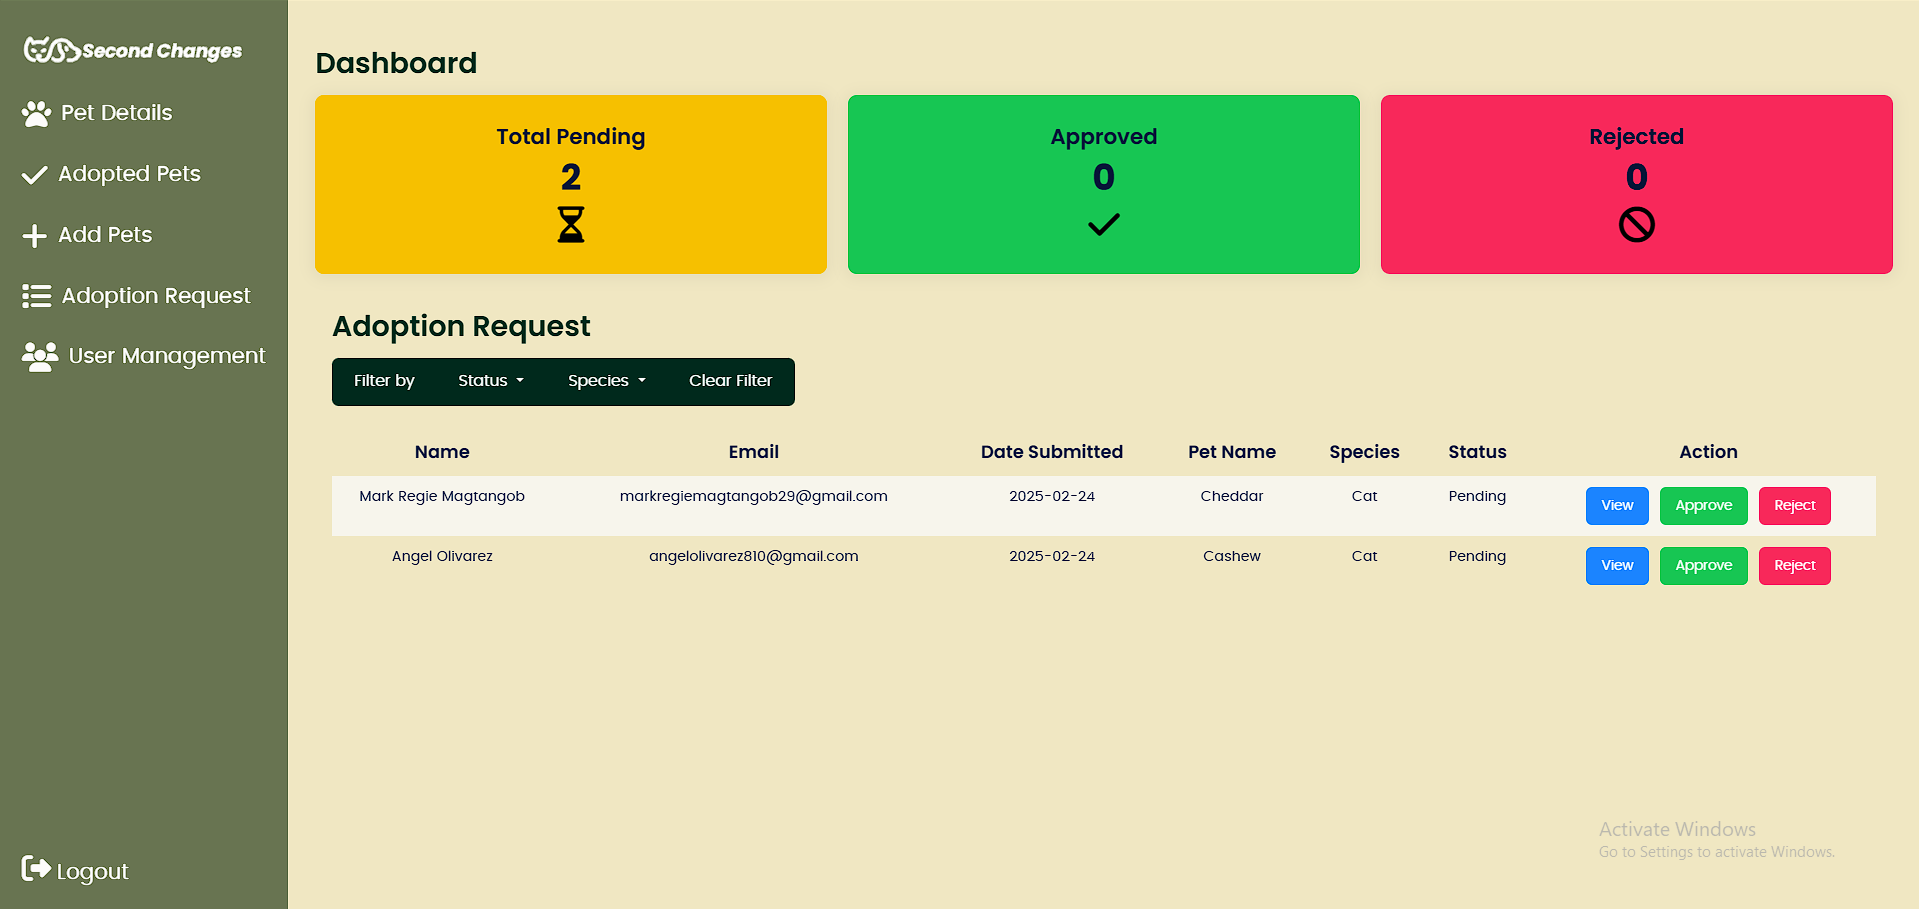 Second Changes
Pet Details
Adopted Pets
Add Pets
Adoption Request
User Management
Logout
Dashboard
Total Pending
2
Approved
0
Rejected
0
Adoption Request
Filter by Status Species Clear Filter
Name Email Date Submitted Pet Name Species Status Action
Mark Regie Magtangob markregiemagtangob29@gmail.com 2025-02-24 Cheddar Cat Pending View Approve Reject
Angel Olivarez angelolivarez810@gmail.com 2025-02-24 Cashew Cat Pending View Approve Reject
Activate Windows
Go to Settings to activate Windows.